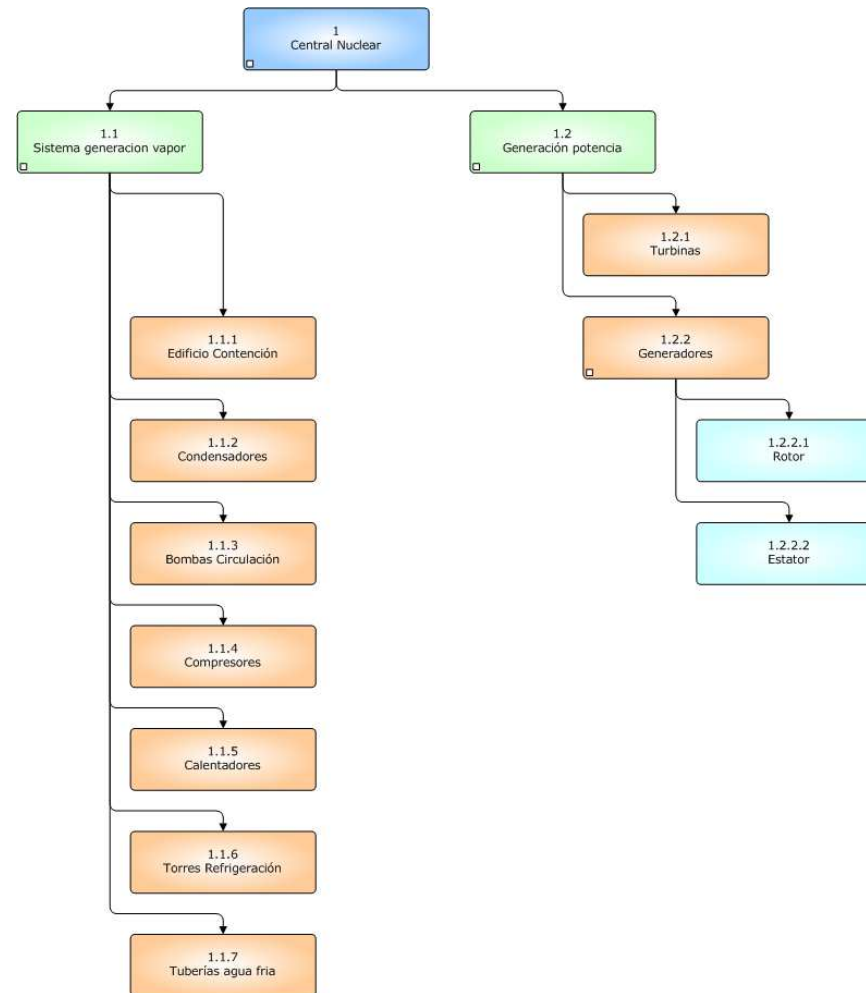 1
Central Nuclear
1.1
Sistema generacion vapor
1.2
Generación potencia
1.2.1
Turbinas
1.1.1
Edificio Contención
1.2.2
Generadores
1.1.2
Condensadores
1.2.2.1
Rotor
1.1.3
Bombas Circulación
1.2.2.2
Estator
1.1.4
Compresores
1.1.5
Calentadores
1.1.6
Torres Refrigeración
1.1.7
Tuberías agua fria